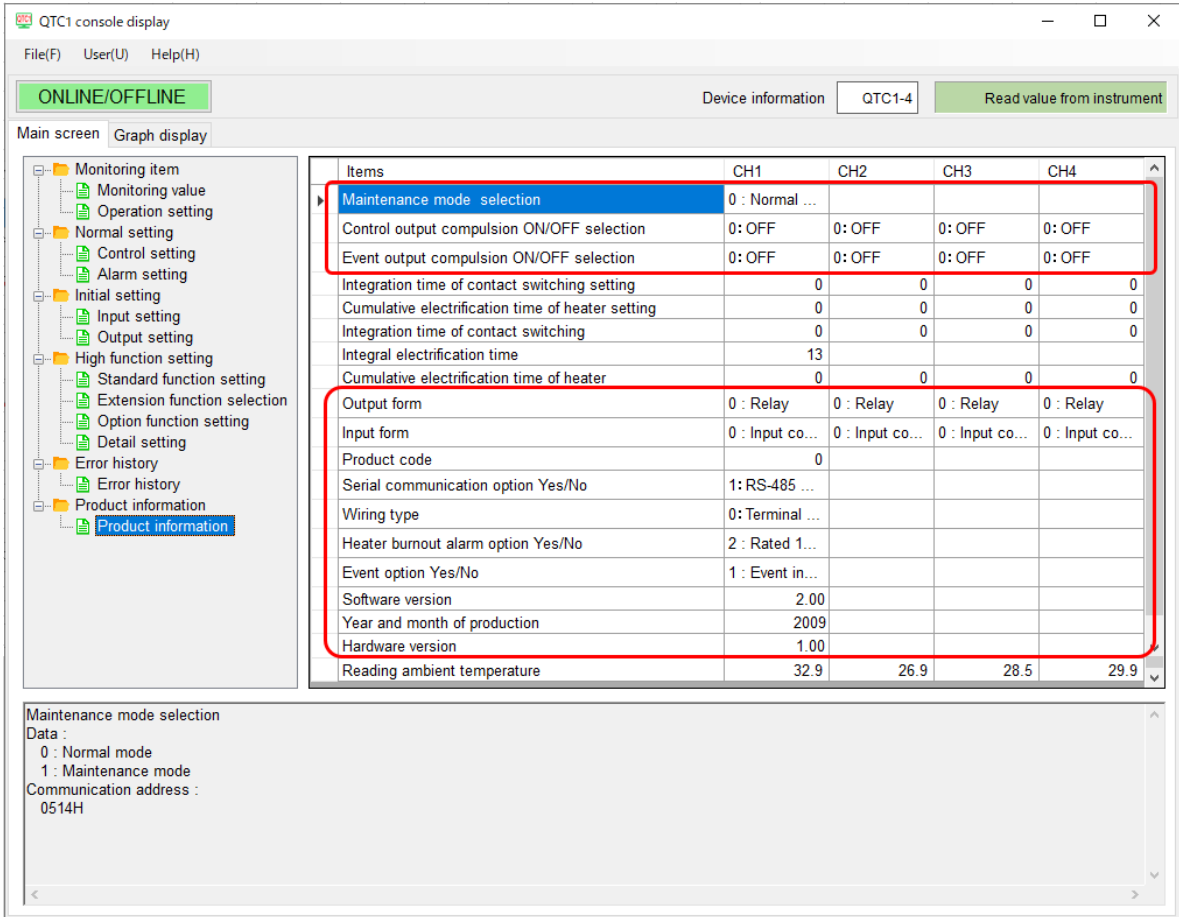 QTC1 console display
File(F) User(U) Help(H)
ONLINE/OFFLINE Device information QTC1-4 Read value from instrument
Main screen Graph display
Monitoring item
Monitoring value
Operation setting
Normal setting
Control setting
Alarm setting
Initial setting
Input setting
Output setting
High function setting
Standard function setting
Extension function selection
Option function setting
Detail setting
Error history
Error history
Product information
Product information
Items CH1 CH2 CH3 CH4
Maintenance mode selection 0 : Normal ...
Control output compulsion ON/OFF selection 0: OFF 0: OFF 0: OFF 0: OFF
Event output compulsion ON/OFF selection 0: OFF 0: OFF 0: OFF 0: OFF
Integration time of contact switching setting 0 0 0 0
Cumulative electrification time of heater setting 0 0 0 0
Integration time of contact switching 0 0 0 0
Integral electrification time 13
Cumulative electrification time of heater 0 0 0 0
Output form 0 : Relay 0 : Relay 0 : Relay 0 : Relay
Input form 0 : Input co... 0 : Input co... 0 : Input co... 0 : Input co...
Product code 0
Serial communication option Yes/No 1: RS-485 ...
Wiring type 0: Terminal ...
Heater burnout alarm option Yes/No 2 : Rated 1...
Event option Yes/No 1 : Event in...
Software version 2.00
Year and month of production 2009
Hardware version 1.00
Reading ambient temperature 32.9 26.9 28.5 29.9
Maintenance mode selection
Data :
0 : Normal mode
1 : Maintenance mode
Communication address :
0514H